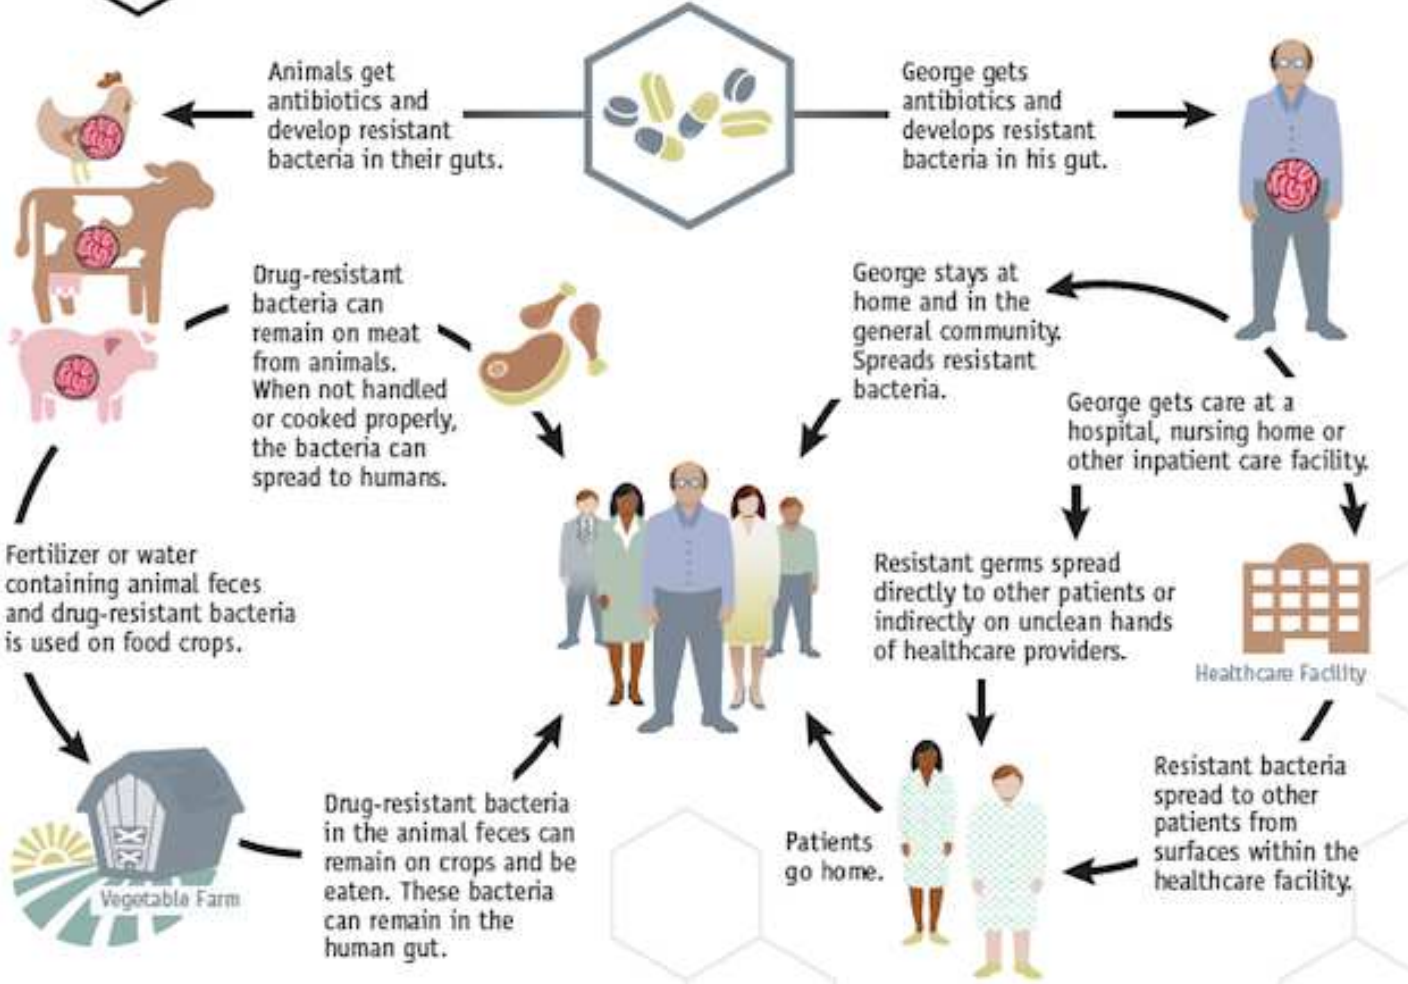 Animals get
antibiotics and
develop resistant
bacteria in their guts.
George gets
antibiotics and
develops resistant
bacteria in his gut.
Drug-resistant
bacteria can
remain on meat
from animals.
When not handled
or cooked properly,
the bacteria can
spread to humans.
George stays at
home and in the
general community.
Spreads resistant
bacteria.
George gets care at a
hospital, nursing home or
other inpatient care facility.
Fertilizer or water
containing animal feces
and drug-resistant bacteria
is used on food crops.
Resistant germs spread
directly to other patients or
indirectly on unclean hands
of healthcare providers.
Healthcare Facility
Vegetable Farm
Drug-resistant bacteria
in the animal feces can
remain on crops and be
eaten. These bacteria
can remain in the
human gut.
Patients
go home.
Resistant bacteria
spread to other
patients from
surfaces within the
healthcare facility.